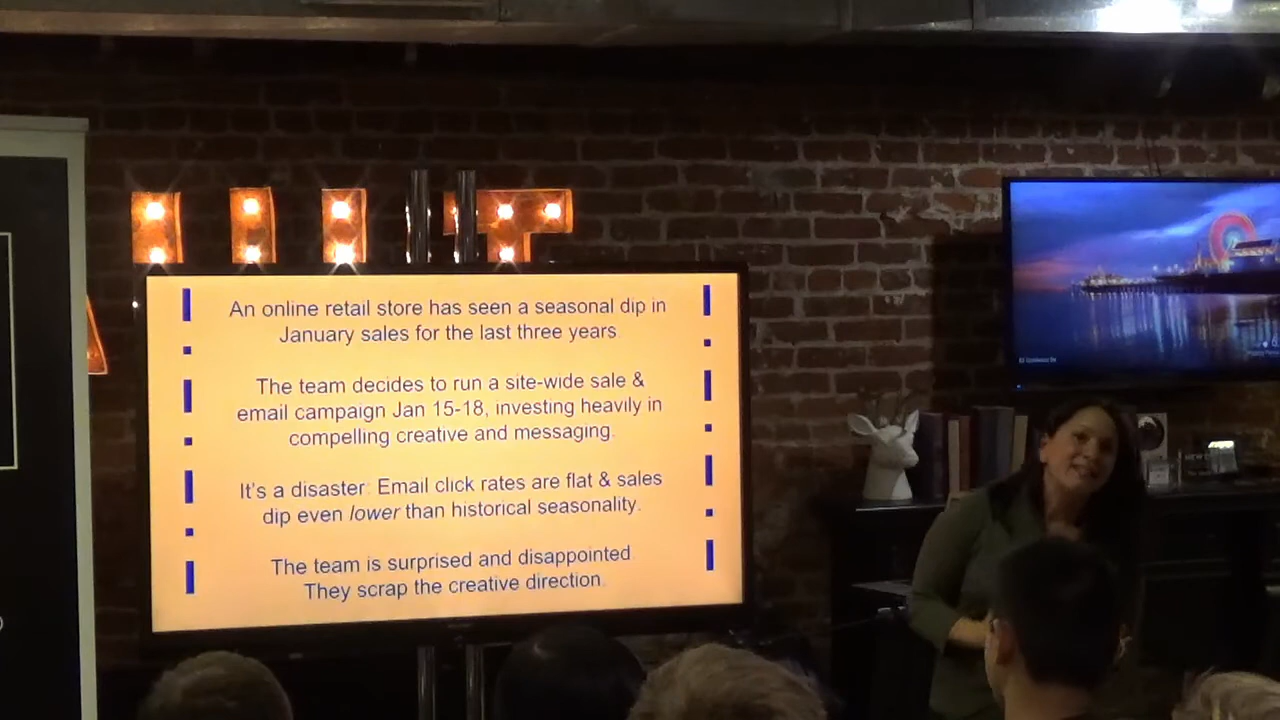 An online retail store has seen a seasonal dip in
January sales for the last three years.
The team decides to run a site-wide sale &
email campaign Jan 15-18, investing heavily in
compelling creative and messaging.
It's a disaster: Email click rates are flat & sales
dip even lower than historical seasonality.
The team is surprised and disappointed.
They scrap the creative direction.